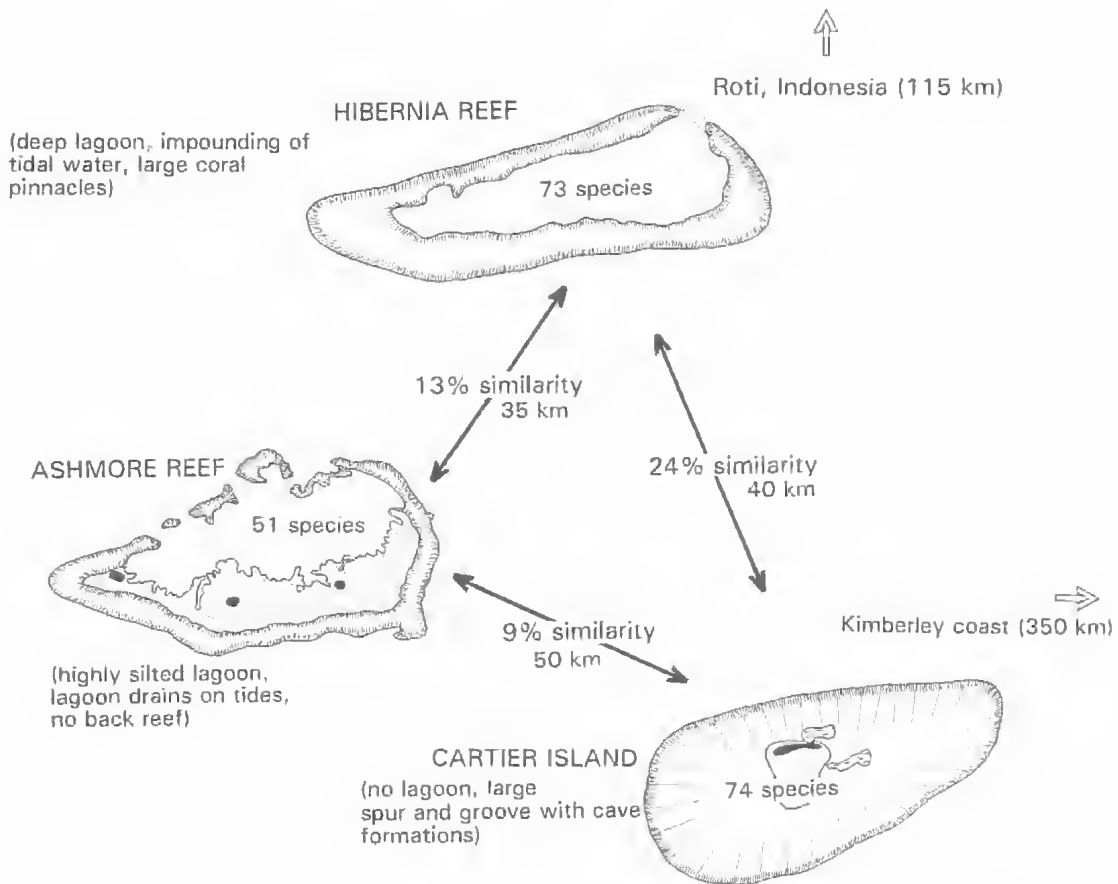 Roti, Indonesia (115 km)
HIBERNIA REEF
(deep lagoon, impounding of
tidal water, large coral
pinnacles)
73 species
13% similarity
35 km
24% similarity
40 km
ASHMORE REEF
51 species
9% similarity
50 km
Kimberley coast (350 km)
(highly silted lagoon,
lagoon drains on tides,
no back reef)
CARTIER ISLAND
(no lagoon, large
spur and groove with cave
formations)
74 species